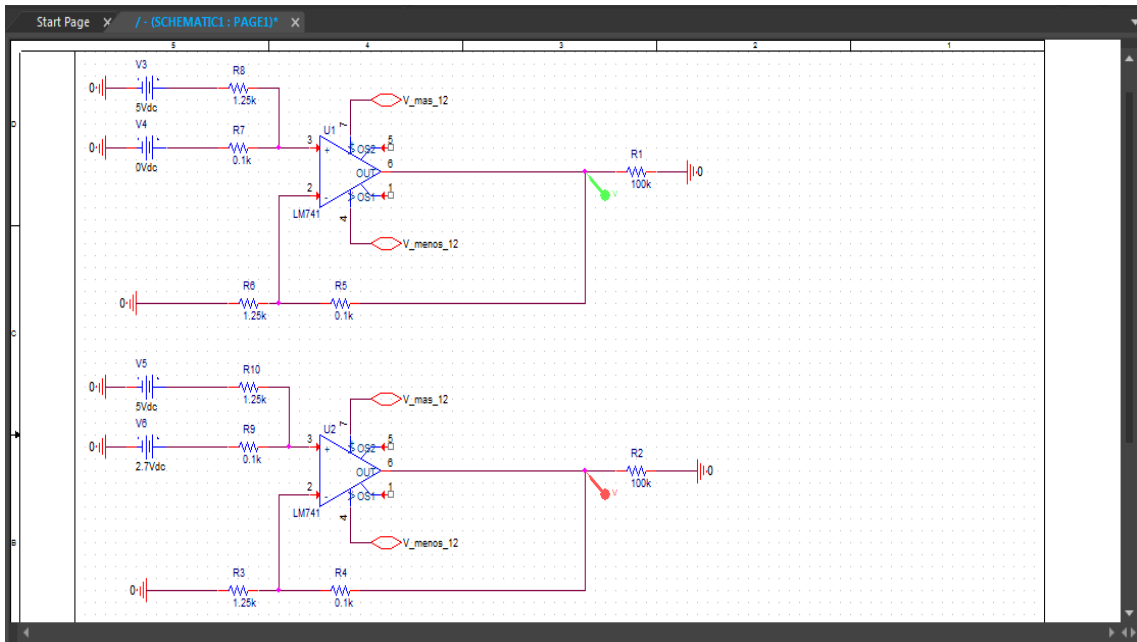 Start Page
/ - (SCHEMATIC1 : PAGE1)*
5 4 3 2 1
D
C
B
V3
R8
0
5Vdc
1.25k
V_mas_12
V4
R7
U1
7
0
0Vdc
0.1k
3
+
OS2
5
6
OUT
R1
0
100k
2
-
OS1
1
LM741
4
V_menos_12
R6
R5
0
1.25k
0.1k
V5
R10
0
5Vdc
1.25k
V_mas_12
V6
R9
U2
7
0
2.7Vdc
0.1k
3
+
OS2
5
6
OUT
R2
0
100k
2
-
OS1
1
LM741
4
V_menos_12
R3
R4
0
1.25k
0.1k